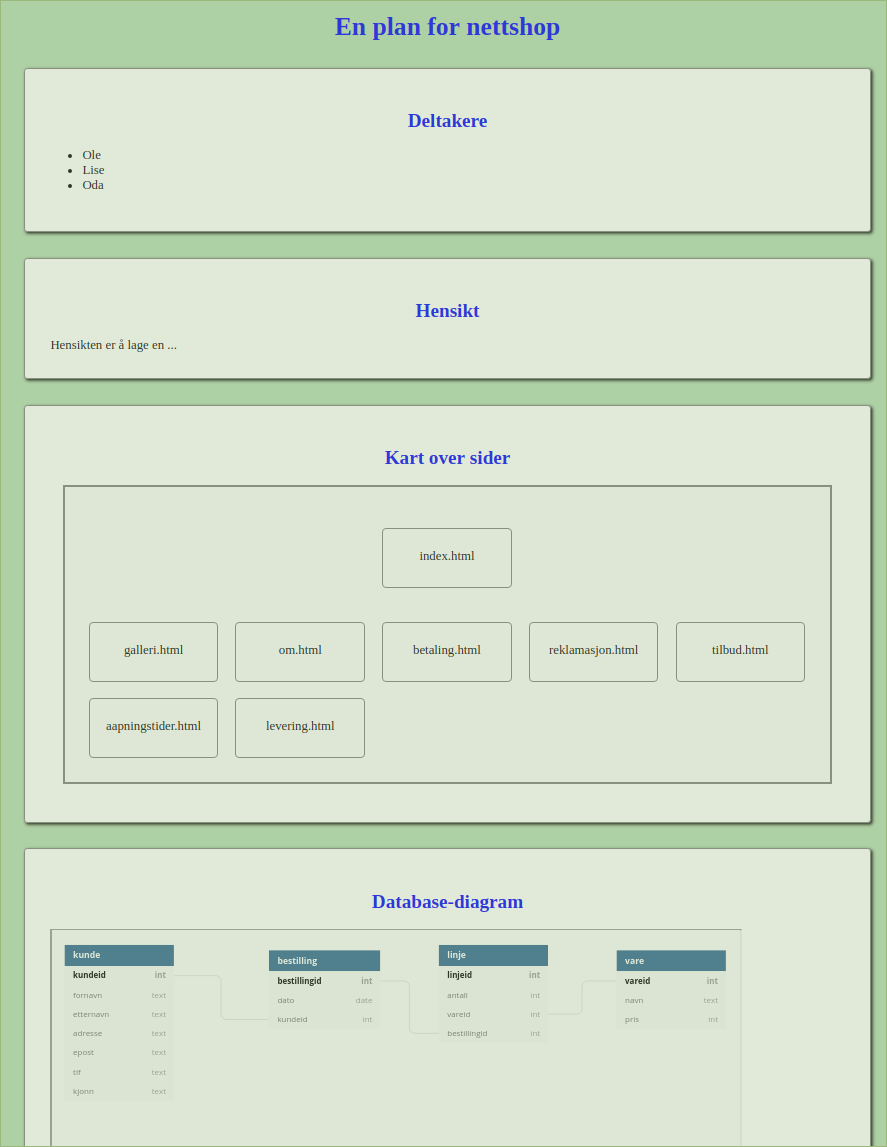 En plan for nettshop
Deltakere
Ole
Lise
Oda
Hensikt
Hensikten er å lage en ...
Kart over sider
index.html
galleri.html om.html betaling.html reklamasjon.html tilbud.html
aapningstider.html levering.html
Database-diagram
kunde
kundeid int
fornavn text
etternavn text
adresse text
epost text
tlf text
kjonn text
bestilling
bestillingid int
dato date
kundeid int
linje
linjeid int
antall int
vareid int
bestillingid int
vare
vareid int
navn text
pris int